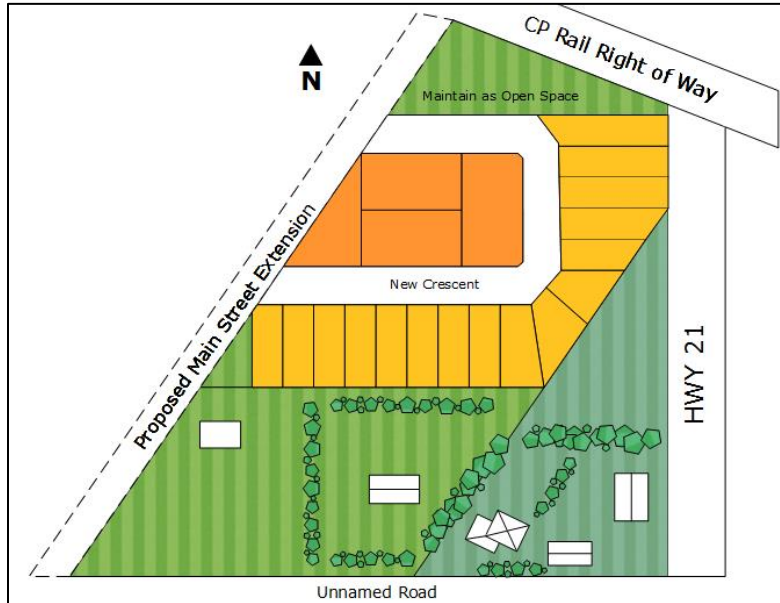 CP Rail Right of Way
N
Maintain as Open Space
Proposed Main Street Extension
New Crescent
HWY 21
Unnamed Road